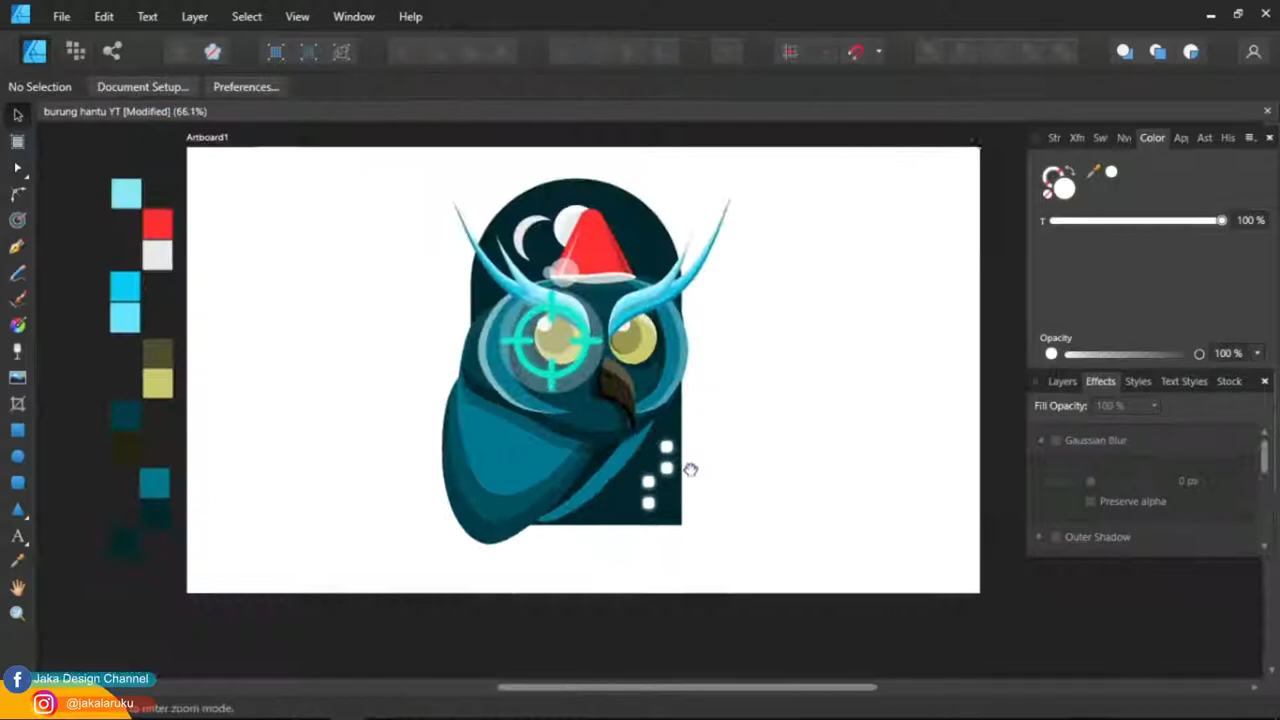 File Edit Text Layer Select View Window Help
No Selection Document Setup... Preferences...
burung hantu YT [Modified] (66.1%)
Artboard1
Str Xfn Sw Color Ast His
T 100 %
Opacity
100 %
Layers Effects Styles Text Styles Stock
Fill Opacity: 100 %
Gaussian Blur
0 px
Preserve alpha
Outer Shadow
A
Jaka Design Channel
@jakalaruku
to enter zoom mode.